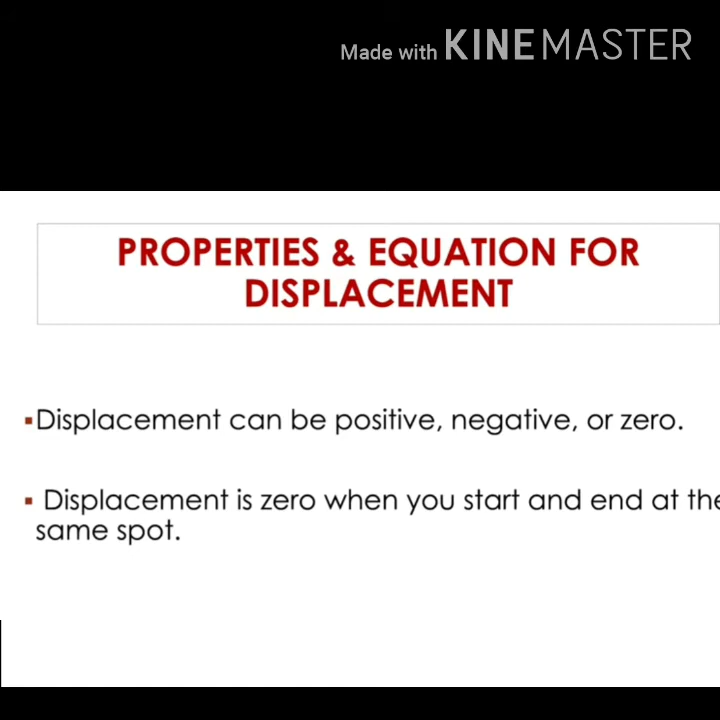 Made with KINEMASTER
PROPERTIES & EQUATION FOR
DISPLACEMENT
▪Displacement can be positive, negative, or zero.
▪ Displacement is zero when you start and end at the
same spot.